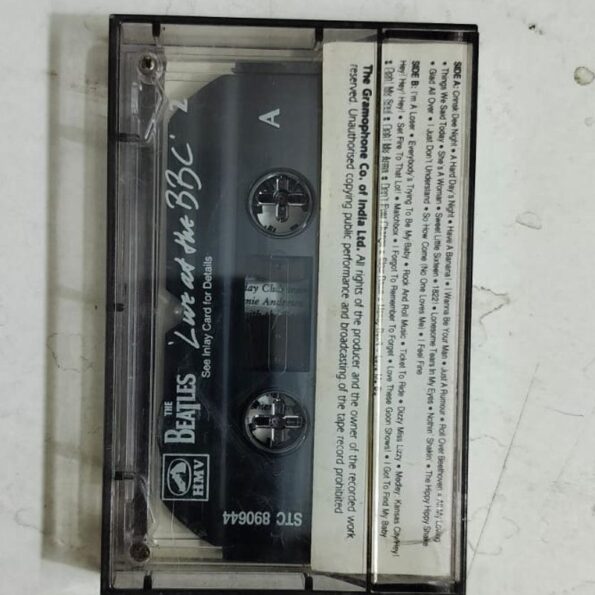 SIDE A: Crinsk Dee Night • A Hard Day's Night • Have A Banana! • I Wanna Be Your Man • Just A Rumour • Roll Over Beethoven • All My Loving
• Things We Said Today • She's A Woman • Sweet Little Sixteen • 1822! • Lonesome Tears In My Eyes • Nothin' Shakin' • The Hippy Hippy Shake
• Glad All Over • I Just Don't Understand • So How Come (No One Loves Me) • I Feel Fine
SIDE B: I'm A Loser • Everybody's Trying To Be My Baby • Rock And Roll Music • Ticket To Ride • Dizzy Miss Lizzy • Medley: Kansas City/Hey!
Hey! Hey! Hey! • Set Fire To That Lot! • Matchbox • I Forgot To Remember To Forget • Love These Goon Shows! • I Got To Find My Baby
The Gramophone Co. of India Ltd. All rights of the producer and the owner of the recorded work
reserved Unauthorised copying public performance and broadcasting of the tape record prohibited
A
2
STC 890644
THE
BEATLES 'Live at the BBC'
See Inlay Card for Details
HMV